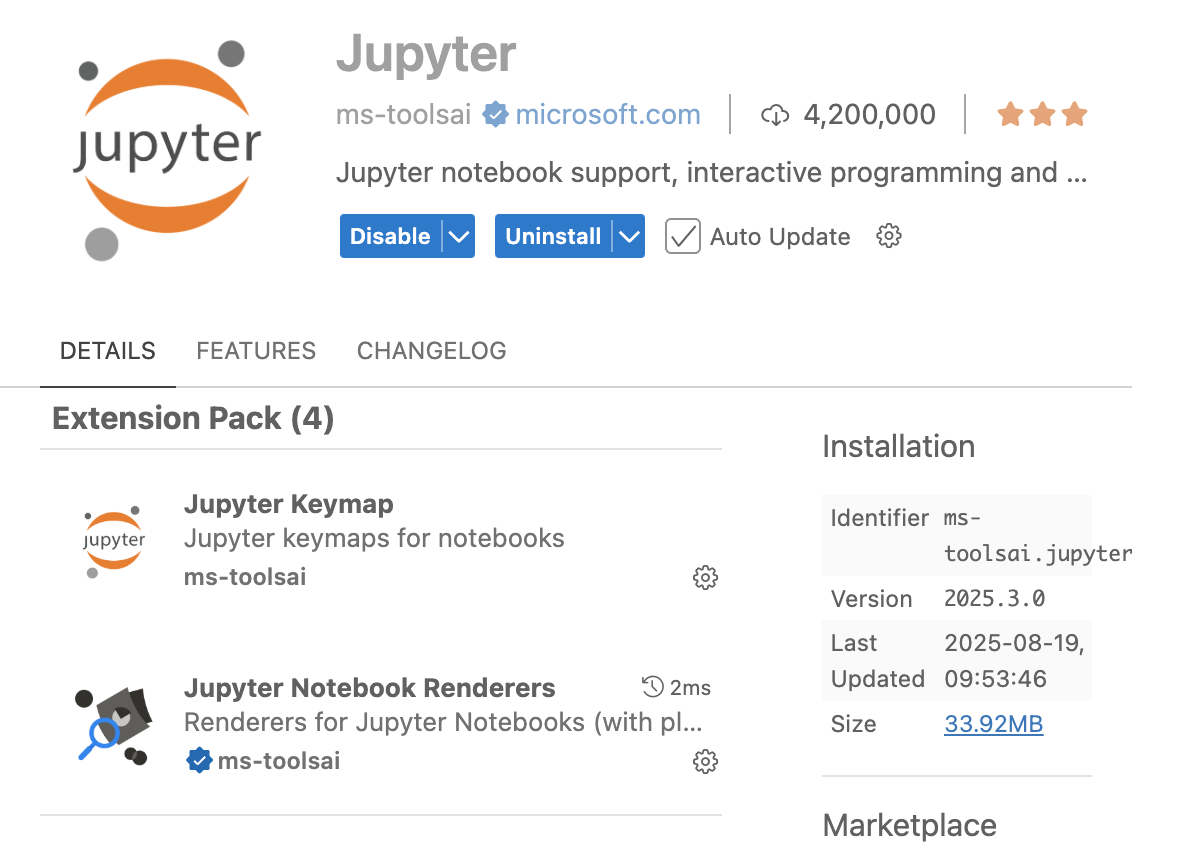 Jupyter
jupyter
ms-toolsai microsoft.com 4,200,000
Jupyter notebook support, interactive programming and ...
Disable Uninstall Auto Update
DETAILS FEATURES CHANGELOG
Extension Pack (4)
Jupyter Keymap
jupyter
Jupyter keymaps for notebooks
ms-toolsai
Jupyter Notebook Renderers 2ms
Renderers for Jupyter Notebooks (with pl...
ms-toolsai
Installation
Identifier ms-
toolsai.jupyter
Version 2025.3.0
Last 2025-08-19,
Updated 09:53:46
Size 33.92MB
Marketplace